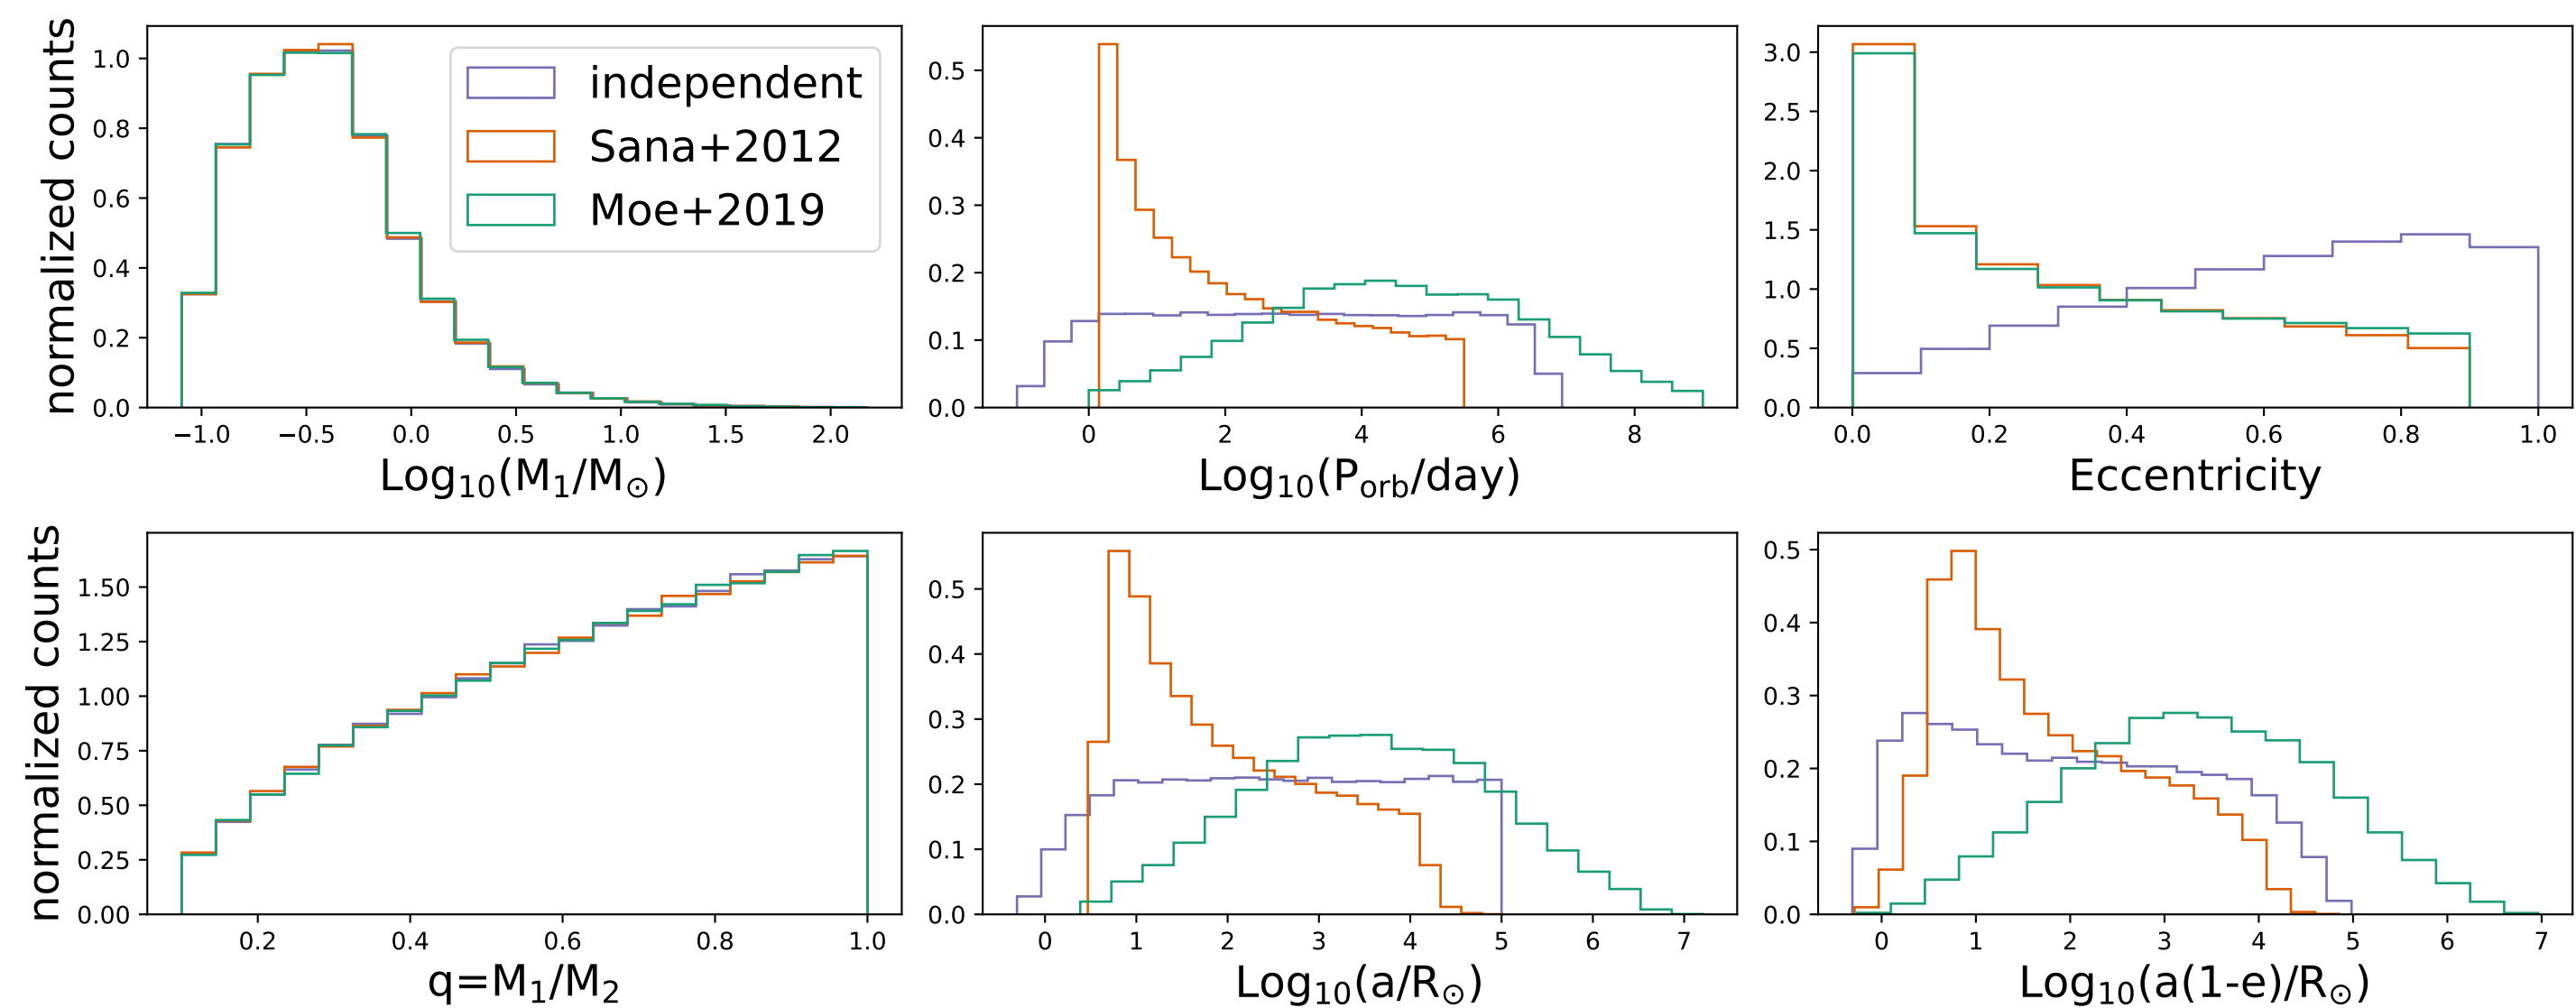 normalized counts
1.0
0.8
0.6
0.4
0.2
0.0
−1.0 −0.5 0.0 0.5 1.0 1.5 2.0
Log₁₀(M₁/M⊙)
independent
Sana+2012
Moe+2019
0.5
0.4
0.3
0.2
0.1
0.0
0 2 4 6 8
Log₁₀(Pₒᵣb/day)
3.0
2.5
2.0
1.5
1.0
0.5
0.0
0.0 0.2 0.4 0.6 0.8 1.0
Eccentricity
normalized counts
1.50
1.25
1.00
0.75
0.50
0.25
0.00
0.2 0.4 0.6 0.8 1.0
q=M₁/M₂
0.5
0.4
0.3
0.2
0.1
0.0
0 1 2 3 4 5 6 7
Log₁₀(a/R⊙)
0.5
0.4
0.3
0.2
0.1
0.0
0 1 2 3 4 5 6 7
Log₁₀(a(1-e)/R⊙)